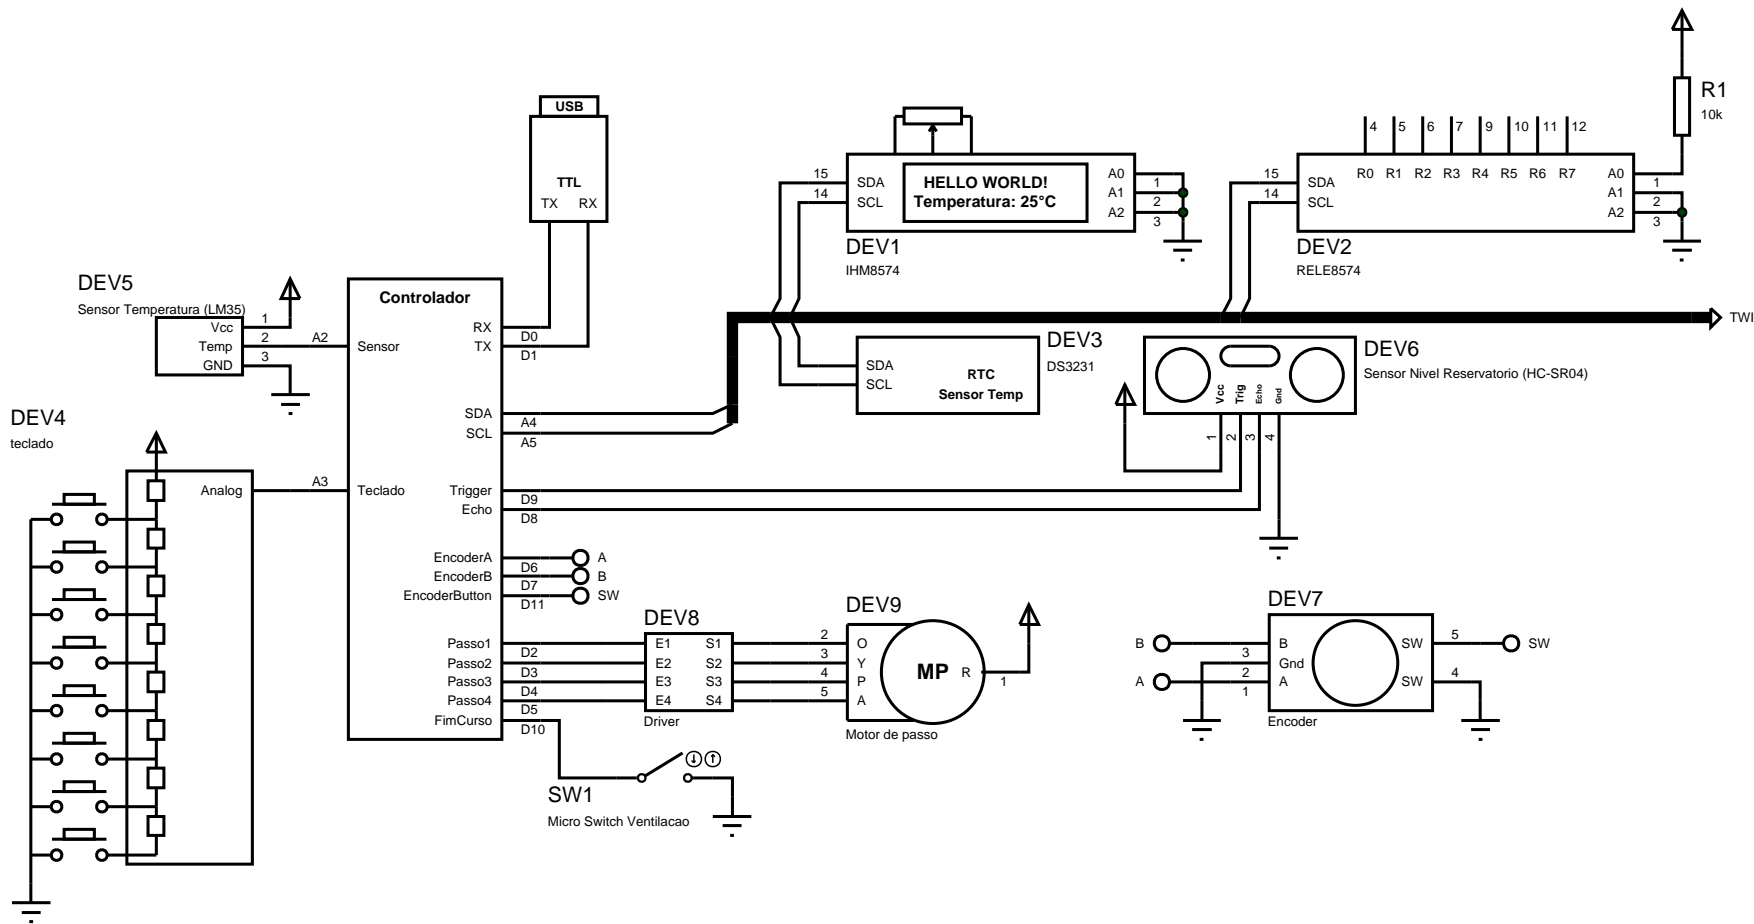 USB
TTL
TX RX
R1
10k
4 5 6 7 9 10 11 12
R0 R1 R2 R3 R4 R5 R6 R7
15 SDA
14 SCL
HELLO WORLD!
Temperatura: 25°C
A0 1
A1 2
A2 3
DEV1
IHM8574
15 SDA
14 SCL
A0 1
A1 2
A2 3
DEV2
RELE8574
TWI
DEV5
Sensor Temperatura (LM35)
Vcc 1
Temp 2
GND 3
A2
Controlador
Sensor
RX D0
TX D1
SDA A4
SCL A5
Teclado
Trigger D9
Echo D8
EncoderA D6 A
EncoderB D7 B
EncoderButton D11 SW
Passo1 D2
Passo2 D3
Passo3 D4
Passo4 D5
FimCurso D10
DEV3
DS3231
SDA
SCL
RTC
Sensor Temp
DEV6
Sensor Nivel Reservatorio (HC-SR04)
Vcc Trig Echo Gnd
1 2 3 4
DEV4
teclado
Analog
A3
DEV8
E1 S1
E2 S2
E3 S3
E4 S4
Driver
DEV9
2 O
3 Y
4 P
5 A
MP R 1
Motor de passo
DEV7
B 3 B
Gnd 2
A 1 A
SW 5 SW
SW 4
Encoder
SW1
Micro Switch Ventilacao